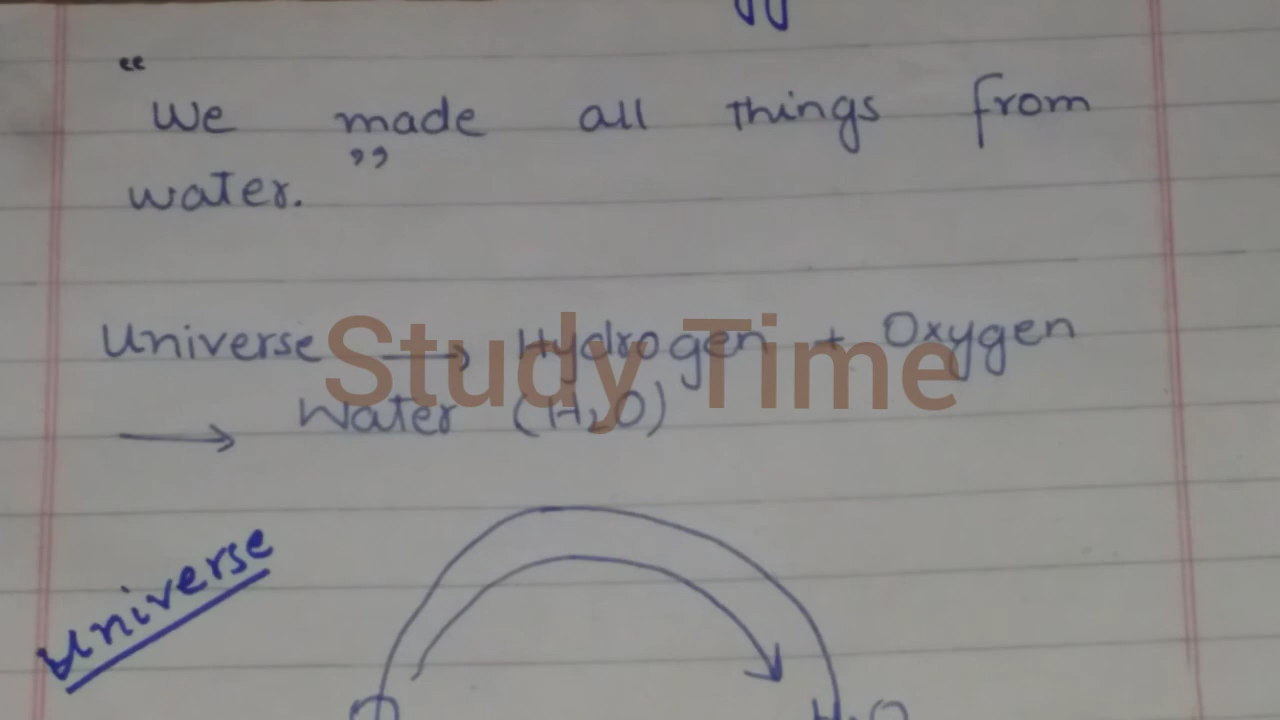 "We made all things from
water."
Universe → Hydrogen + Oxygen
→ Water (H₂O)
Study Time
Universe